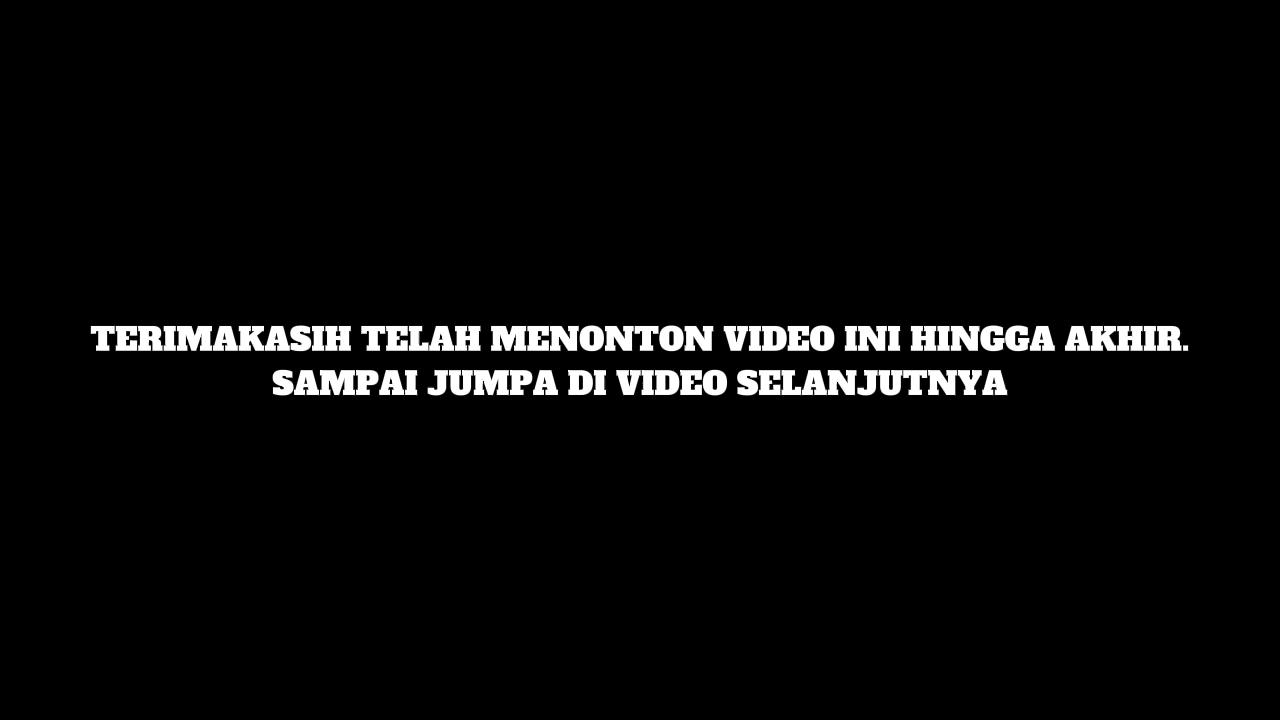 TERIMAKASIH TELAH MENONTON VIDEO INI HINGGA AKHIR.
SAMPAI JUMPA DI VIDEO SELANJUTNYA